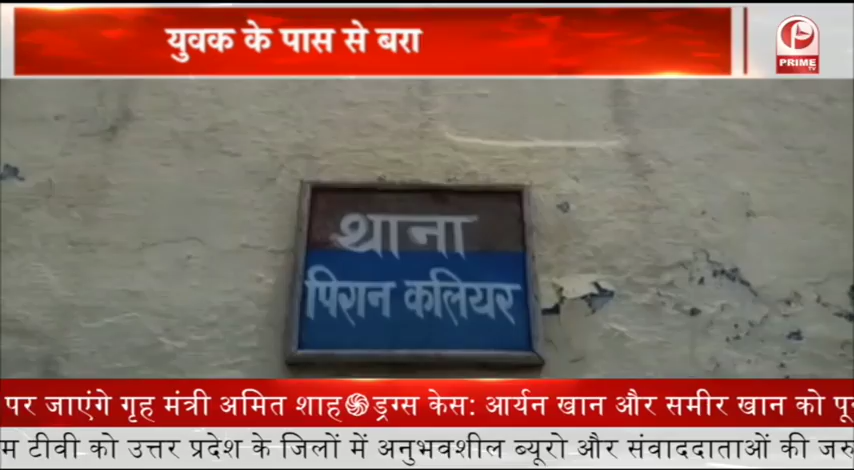 युवक के पास से बरा
PRIME TV
थाना
पिरान कलियर
पर जाएंगे गृह मंत्री अमित शाह ड्रग्स केस: आर्यन खान और समीर खान को पू
म टीवी को उत्तर प्रदेश के जिलों में अनुभवशील ब्यूरो और संवाददाताओं की जरु